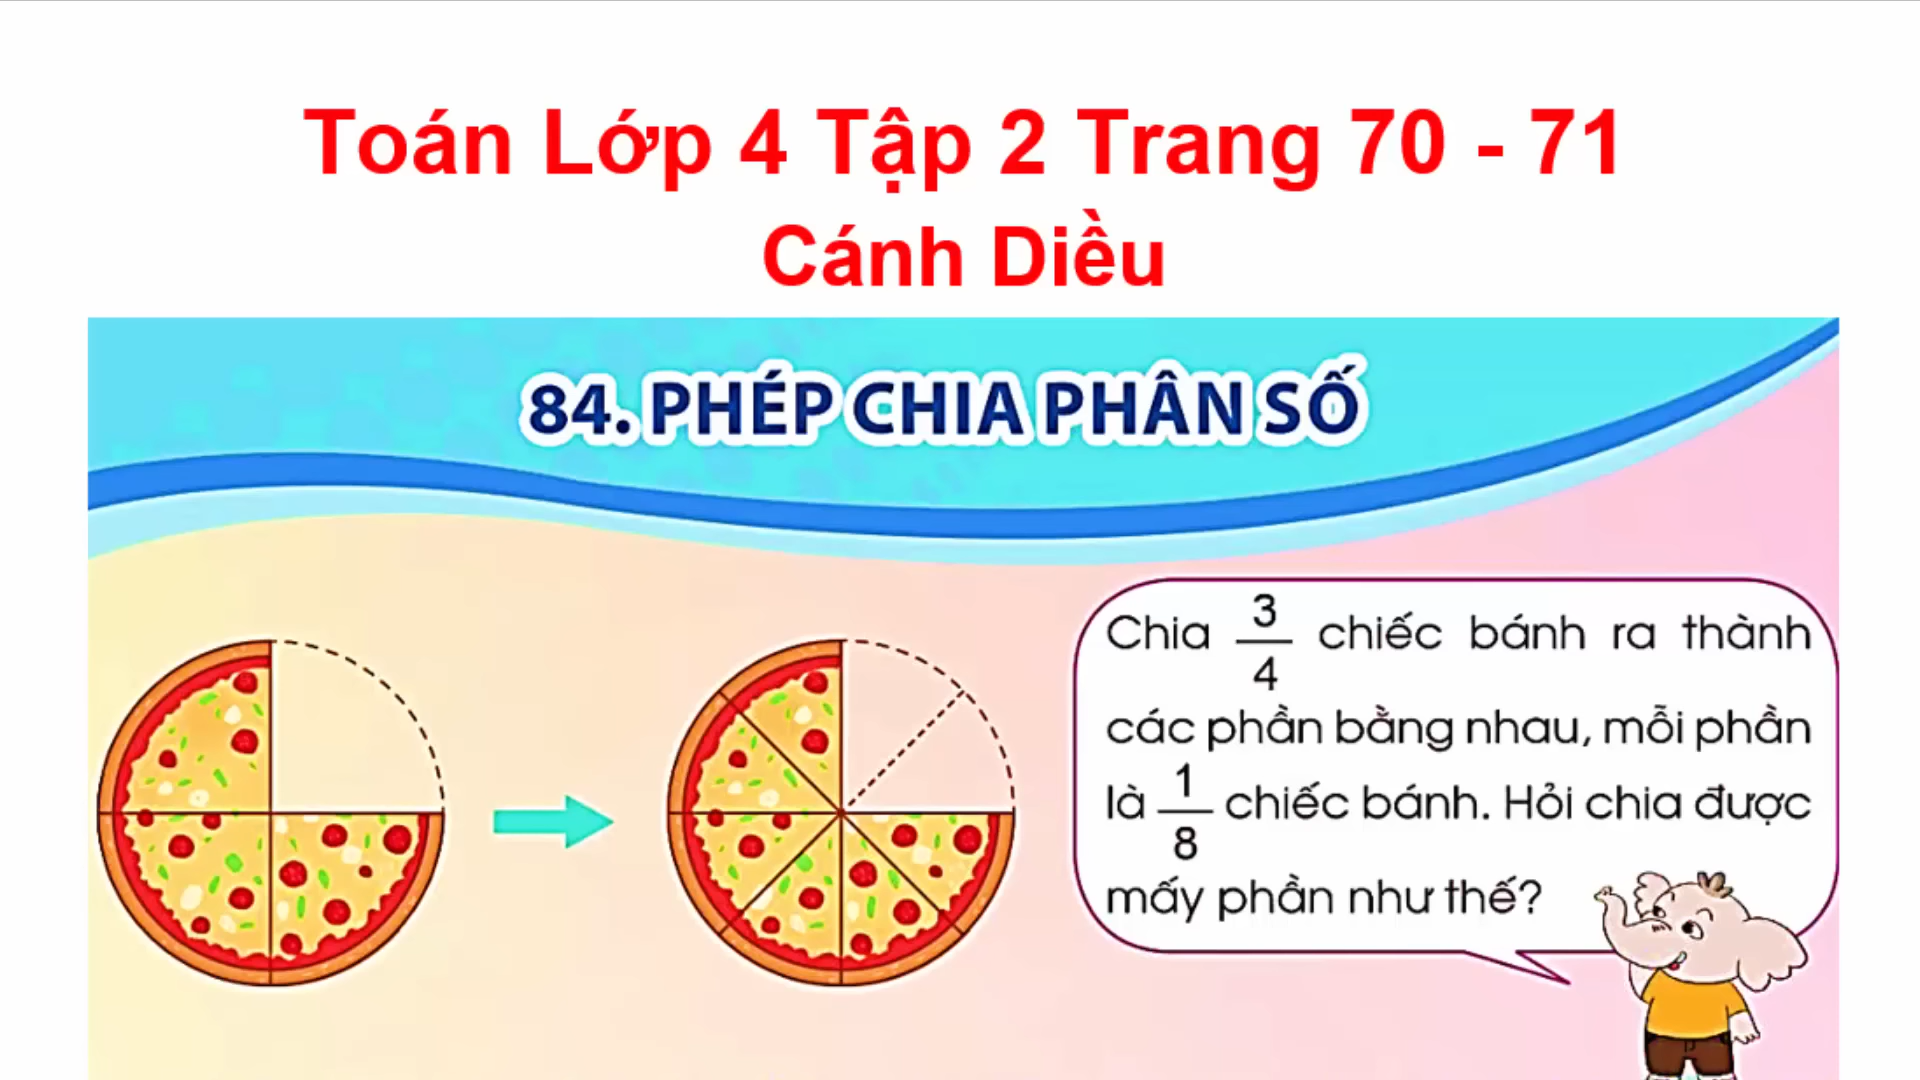 Toán Lớp 4 Tập 2 Trang 70 - 71
Cánh Diều
84. PHÉP CHIA PHÂN SỐ
Chia 3/4 chiếc bánh ra thành
các phần bằng nhau, mỗi phần
là 1/8 chiếc bánh. Hỏi chia được
mấy phần như thế?